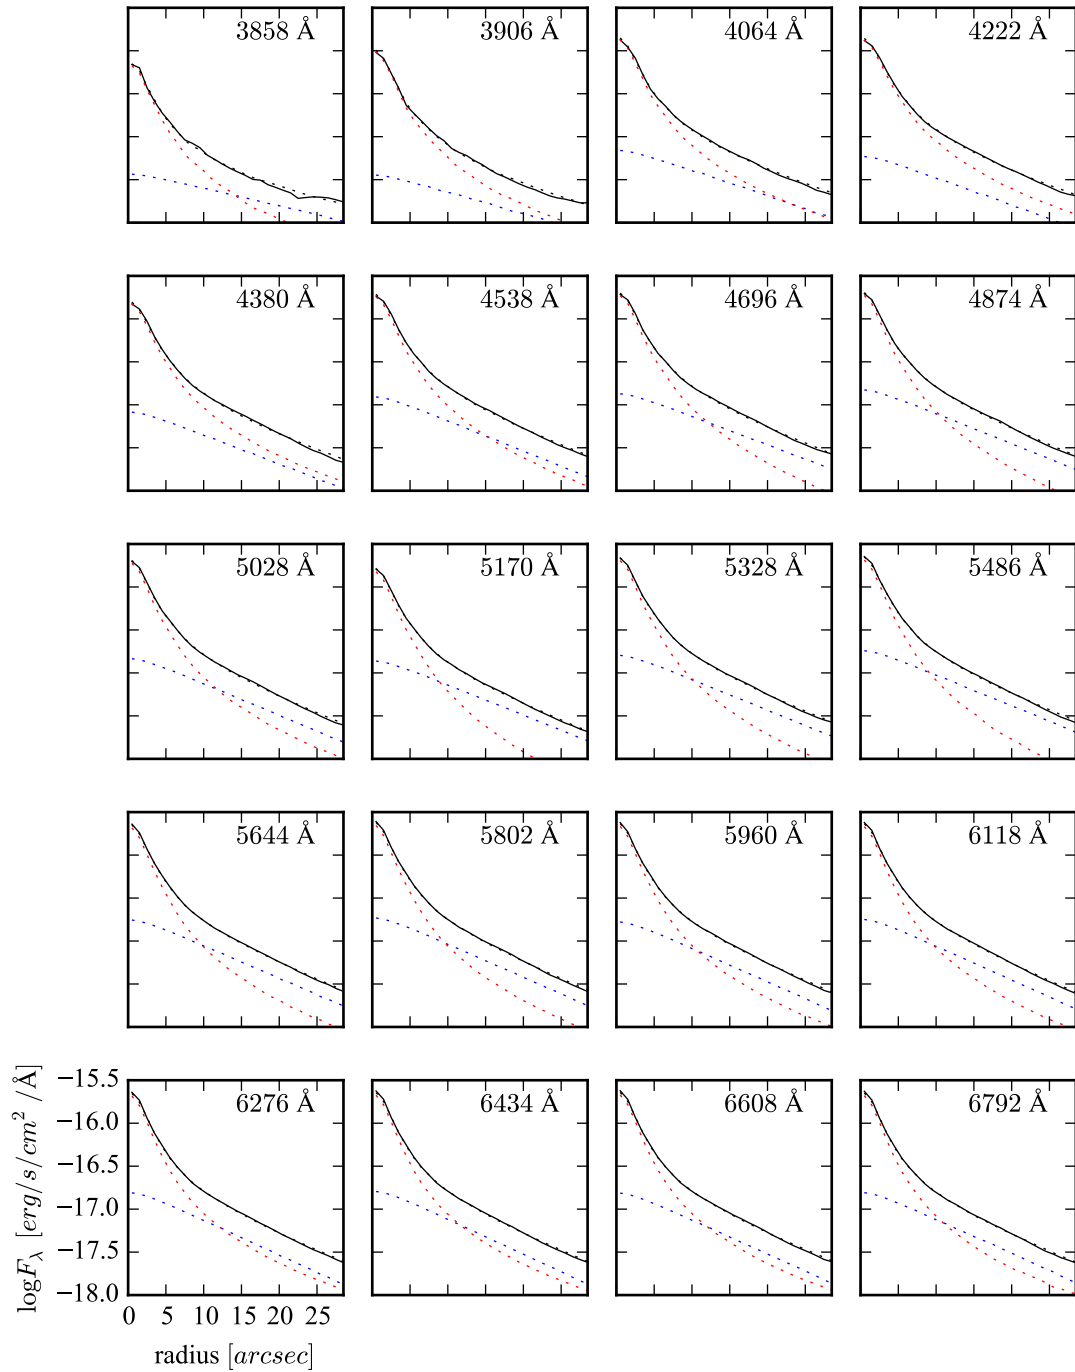 3858 Å
3906 Å
4064 Å
4222 Å
4380 Å
4538 Å
4696 Å
4874 Å
5028 Å
5170 Å
5328 Å
5486 Å
5644 Å
5802 Å
5960 Å
6118 Å
6276 Å
6434 Å
6608 Å
6792 Å
logF_λ [erg/s/cm² /Å]
−15.5
−16.0
−16.5
−17.0
−17.5
−18.0
0 5 10 15 20 25
radius [arcsec]